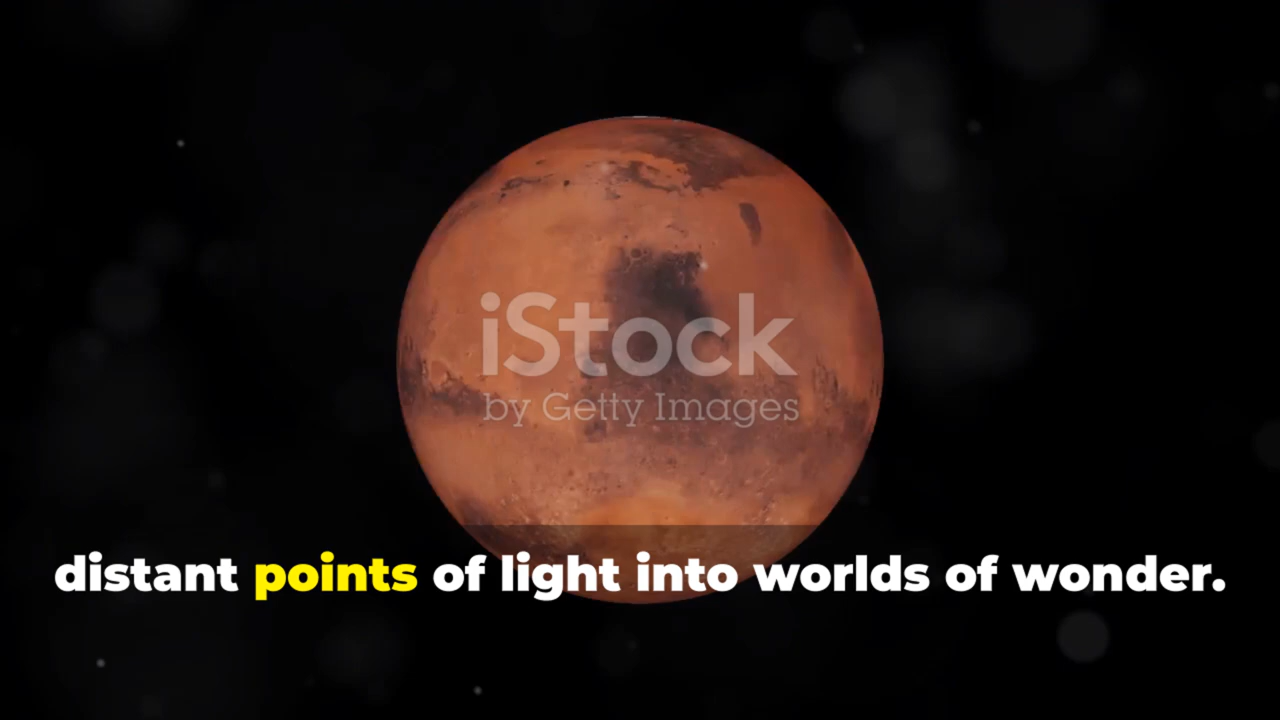 iStock
by Getty Images
distant points of light into worlds of wonder.